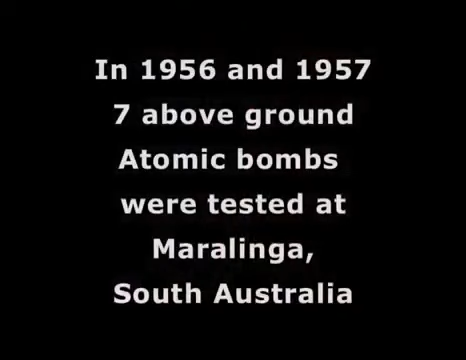 In 1956 and 1957
7 above ground
Atomic bombs
were tested at
Maralinga,
South Australia